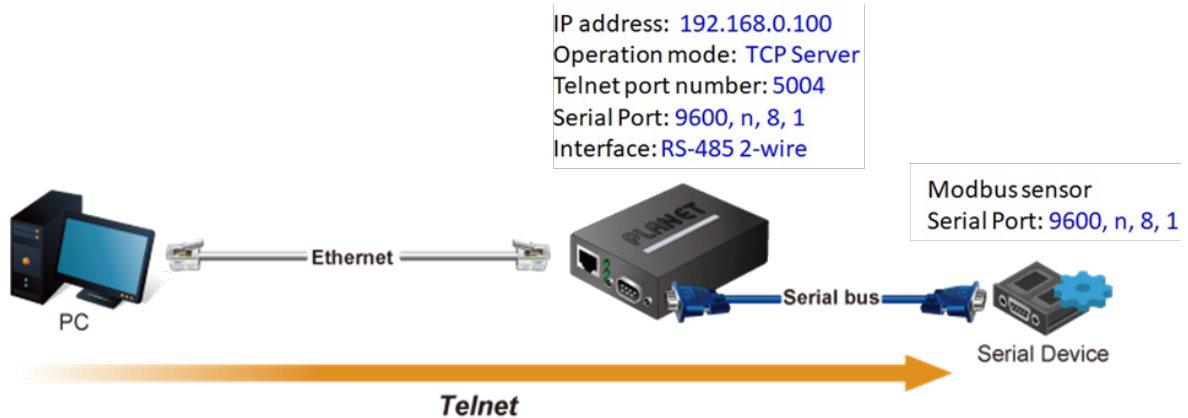 IP address: 192.168.0.100
Operation mode: TCP Server
Telnet port number: 5004
Serial Port: 9600, n, 8, 1
Interface: RS-485 2-wire
Modbus sensor
Serial Port: 9600, n, 8, 1
PLANET
Ethernet
Serial bus
PC
Serial Device
Telnet